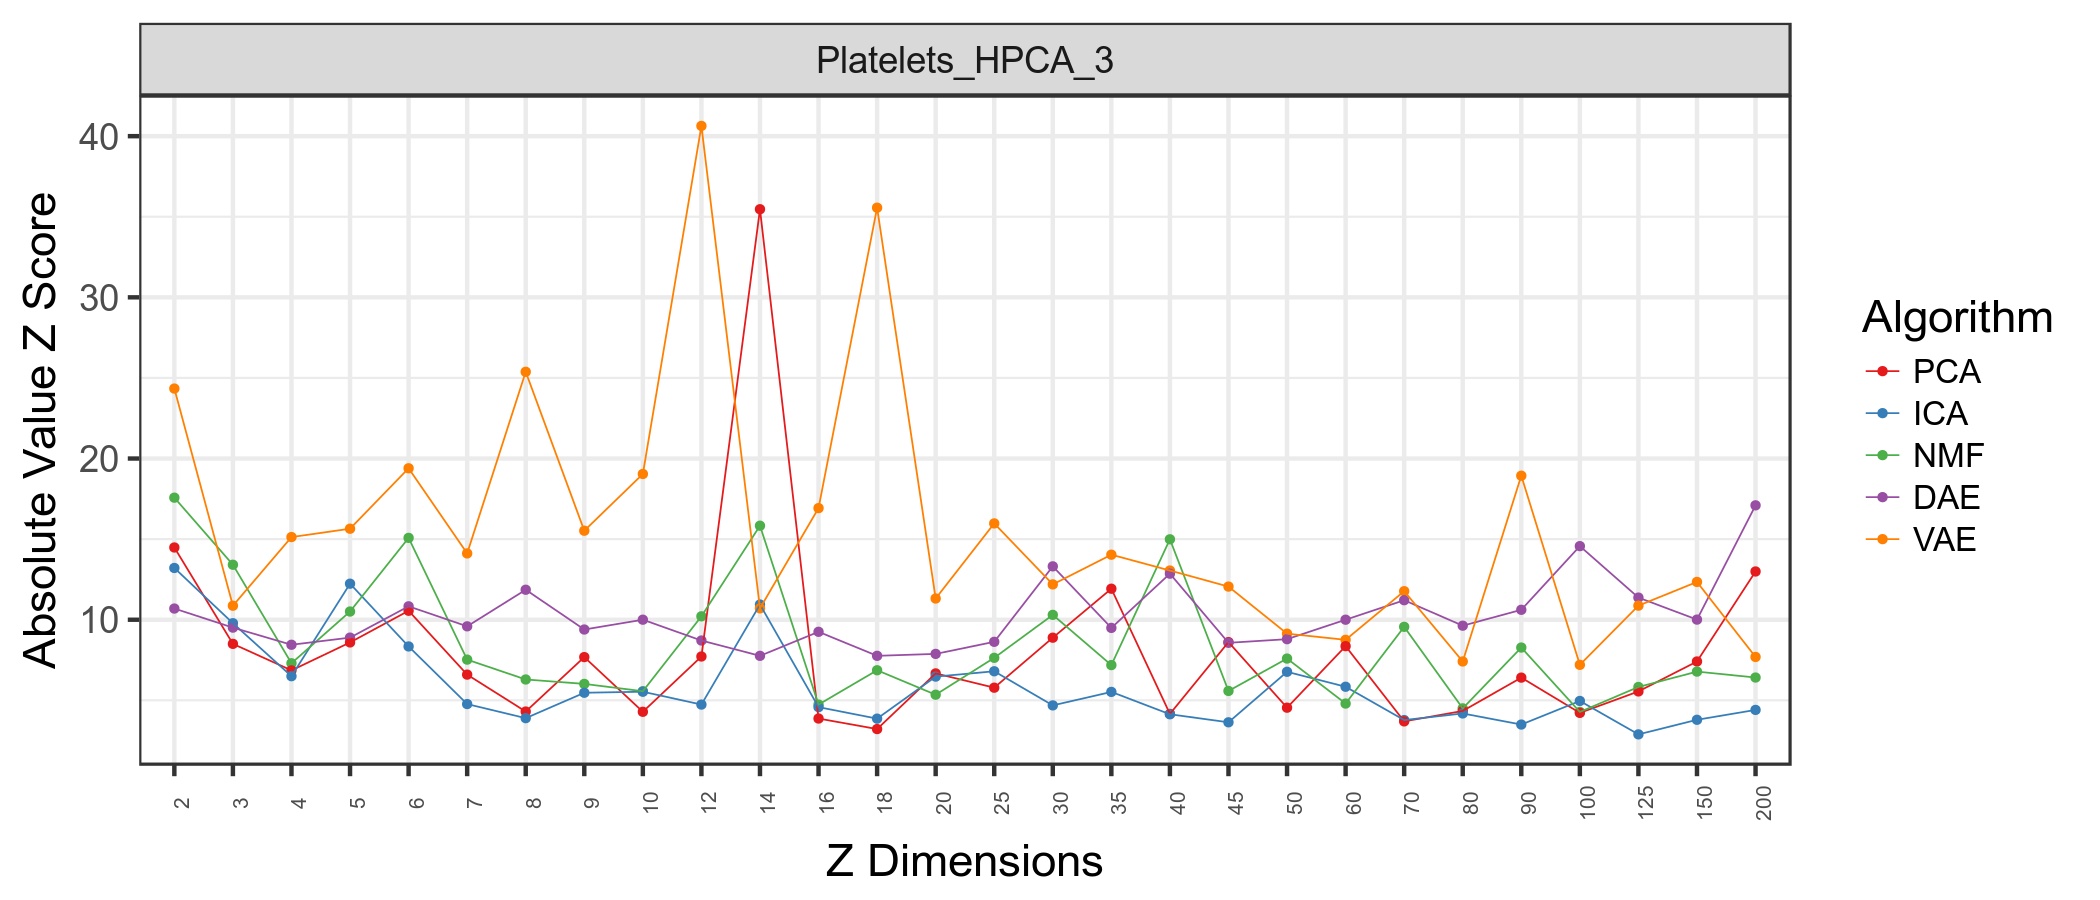 Platelets_HPCA_3
Absolute Value Z Score
40
30
20
10
2 3 4 5 6 7 8 9 10 12 14 16 18 20 25 30 35 40 45 50 60 70 80 90 100 125 150 200
Z Dimensions
Algorithm
PCA
ICA
NMF
DAE
VAE